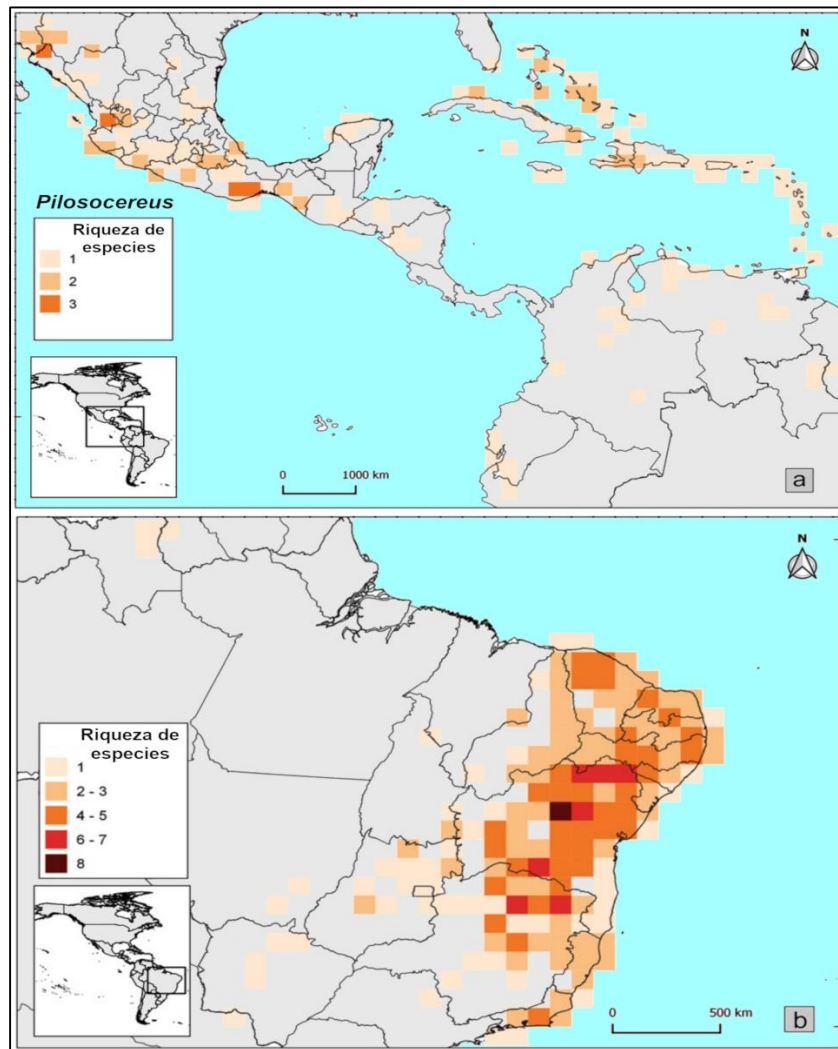 N
Pilosocereus
Riqueza de
especies
1
2
3
0 1000 km
a
N
Riqueza de
especies
1
2 - 3
4 - 5
6 - 7
8
0 500 km
b